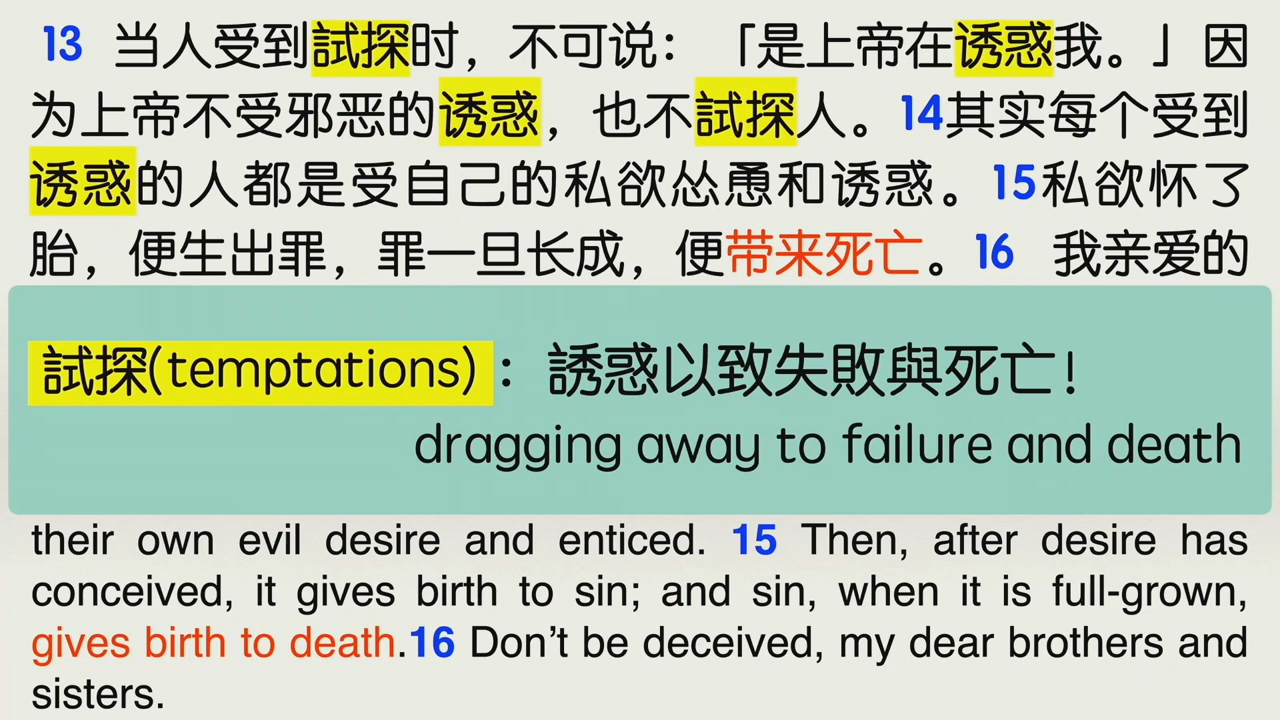 13 当人受到試探时，不可说：「是上帝在诱惑我。」因
为上帝不受邪恶的诱惑，也不試探人。14其实每个受到
诱惑的人都是受自己的私欲怂恿和诱惑。15私欲怀了
胎，便生出罪，罪一旦长成，便带来死亡。16 我亲爱的
試探(temptations)：誘惑以致失敗與死亡！
dragging away to failure and death
their own evil desire and enticed. 15 Then, after desire has
conceived, it gives birth to sin; and sin, when it is full-grown,
gives birth to death.16 Don’t be deceived, my dear brothers and
sisters.